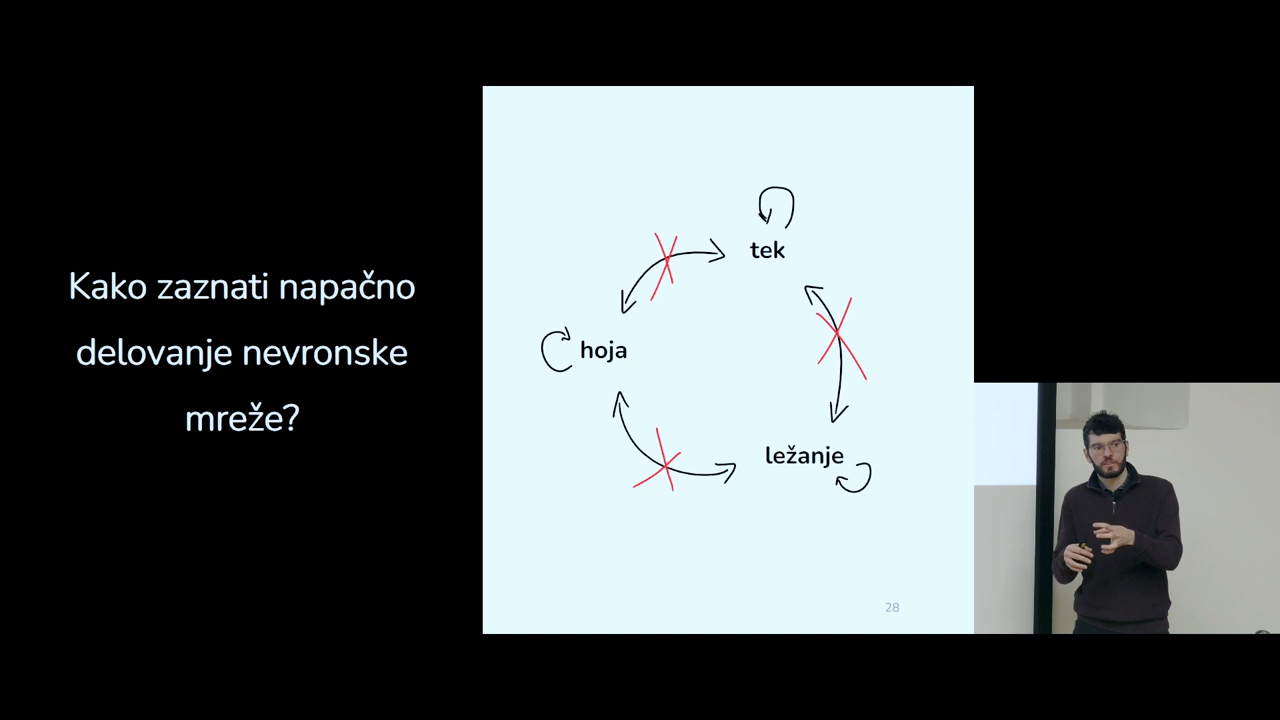 Kako zaznati napačno
delovanje nevronske
mreže?
tek
hoja
ležanje
28